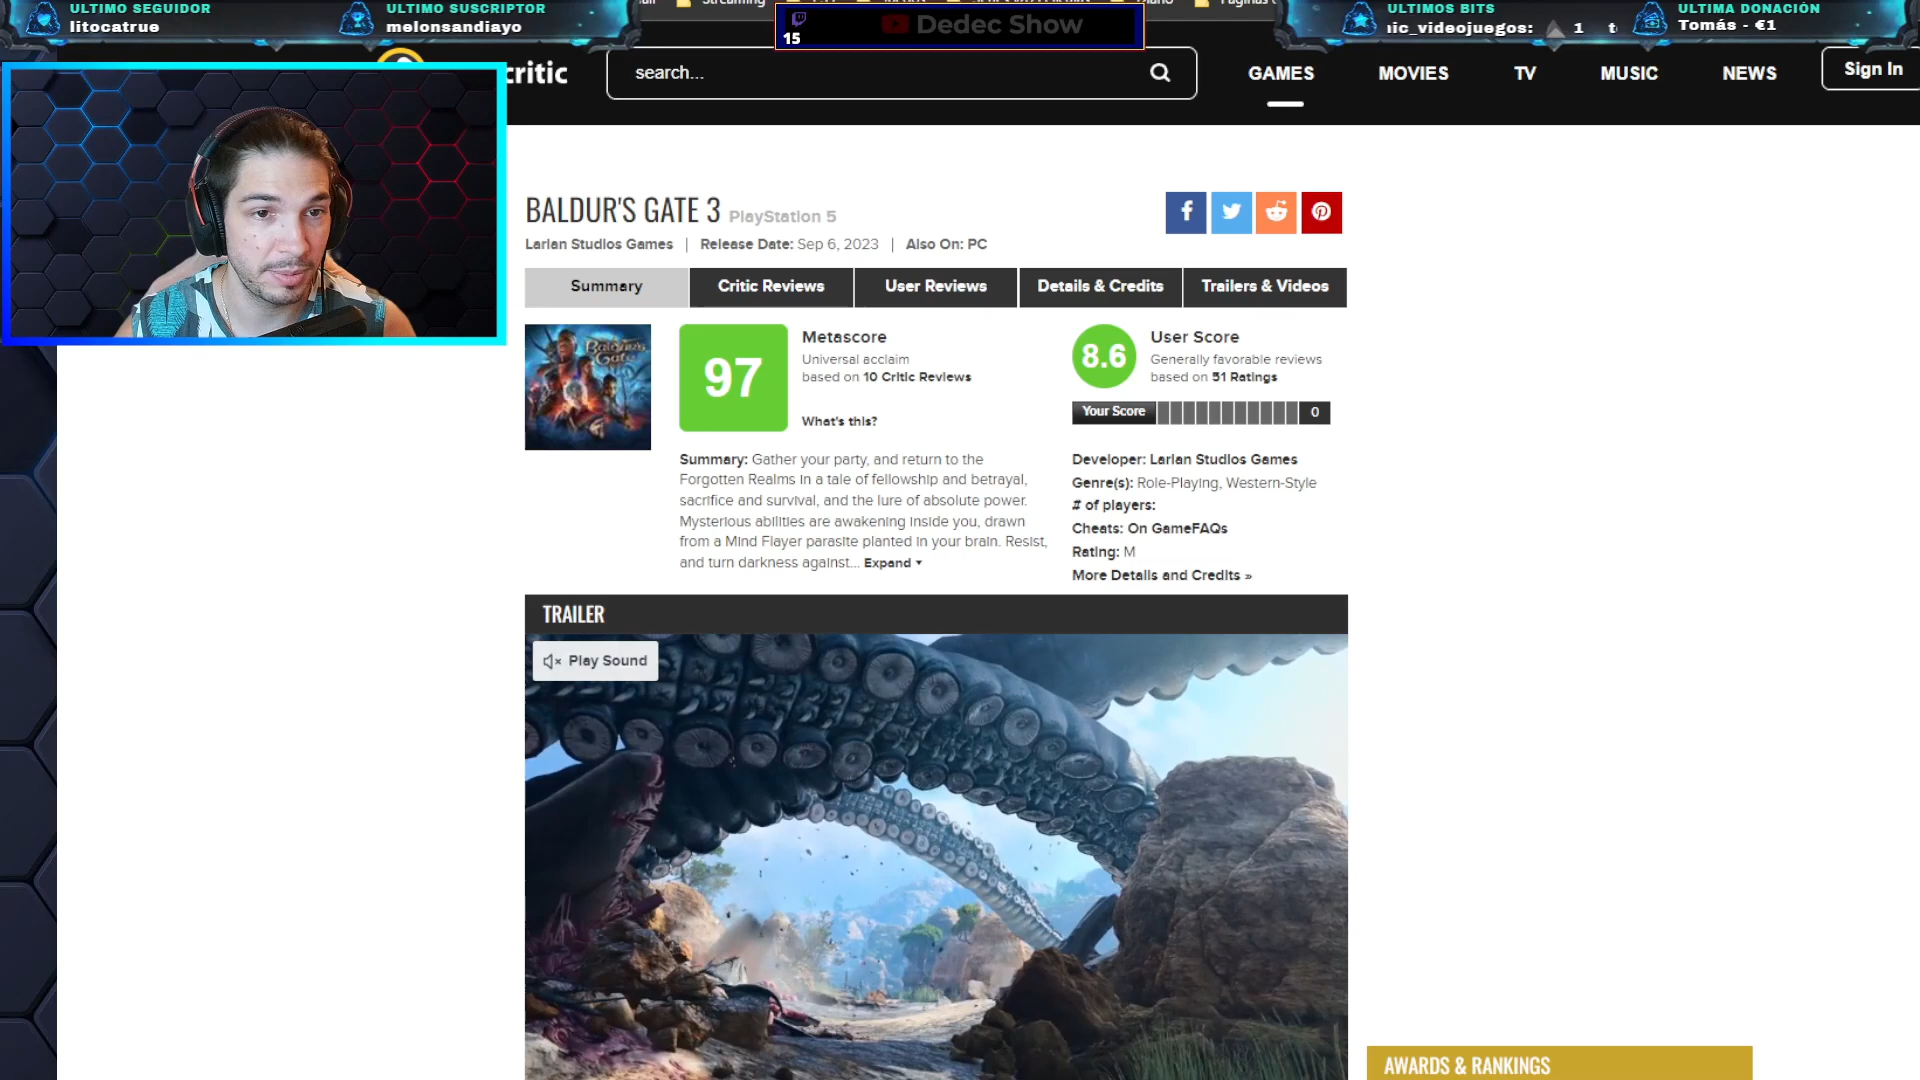 ULTIMO SEGUIDOR
litocatrue
ULTIMO SUSCRIPTOR
melonsandiayo
15
Dedec Show
ULTIMOS BITS
iic_videojuegos: 1
ULTIMA DONACIÓN
Tomás - €1
critic
search...
GAMES
MOVIES
TV
MUSIC
NEWS
Sign In
BALDUR'S GATE 3 PlayStation 5
Larian Studios Games | Release Date: Sep 6, 2023 | Also On: PC
Summary
Critic Reviews
User Reviews
Details & Credits
Trailers & Videos
Baldur's Gate
97
Metascore
Universal acclaim
based on 10 Critic Reviews
What's this?
8.6
User Score
Generally favorable reviews
based on 51 Ratings
Your Score
0
Summary: Gather your party, and return to the
Forgotten Realms in a tale of fellowship and betrayal,
sacrifice and survival, and the lure of absolute power.
Mysterious abilities are awakening inside you, drawn
from a Mind Flayer parasite planted in your brain. Resist,
and turn darkness against... Expand
Developer: Larian Studios Games
Genre(s): Role-Playing, Western-Style
# of players:
Cheats: On GameFAQs
Rating: M
More Details and Credits »
TRAILER
Play Sound
AWARDS & RANKINGS